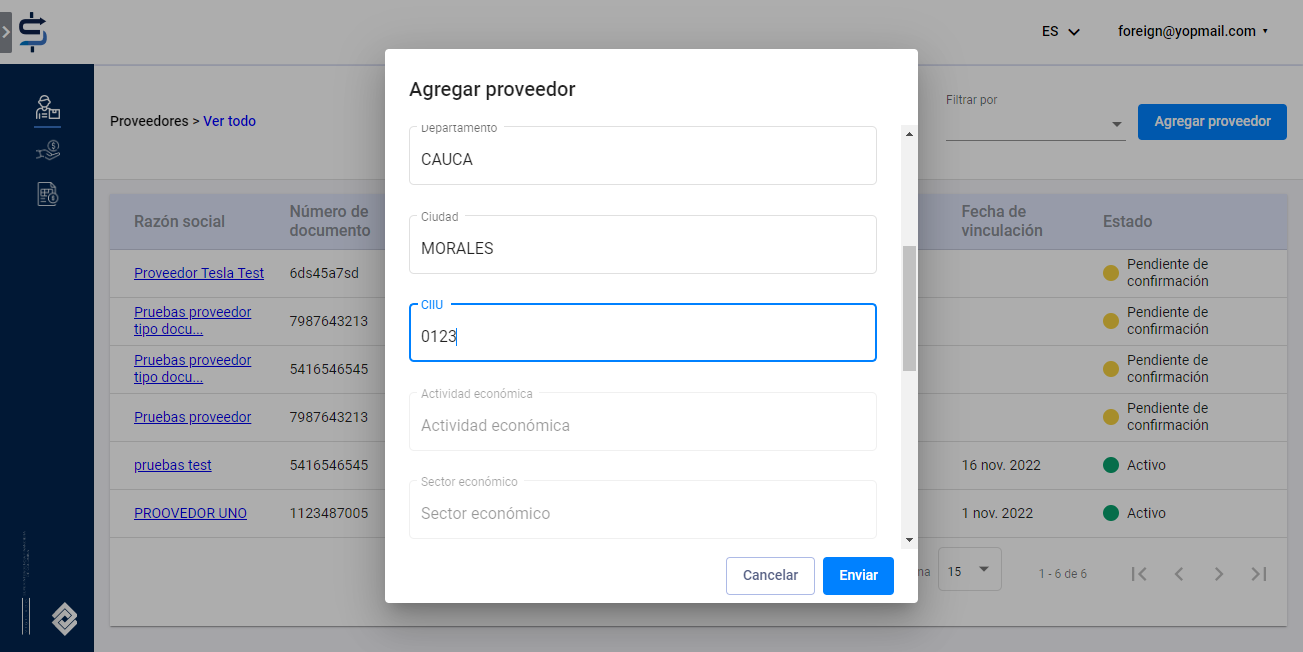 ES
foreign@yopmail.com
Proveedores > Ver todo
Filtrar por
Agregar proveedor
Razón social
Número de
documento
Fecha de
vinculación
Estado
Proveedor Tesla Test
6ds45a7sd
Pendiente de
confirmación
Pruebas proveedor
tipo docu...
7987643213
Pendiente de
confirmación
Pruebas proveedor
tipo docu...
5416546545
Pendiente de
confirmación
Pruebas proveedor
7987643213
Pendiente de
confirmación
pruebas test
5416546545
16 nov. 2022
Activo
PROOVEDOR UNO
1123487005
1 nov. 2022
Activo
na
15
1 - 6 de 6
Agregar proveedor
Departamento
CAUCA
Ciudad
MORALES
CIIU
0123
Actividad económica
Actividad económica
Sector económico
Sector económico
Cancelar
Enviar